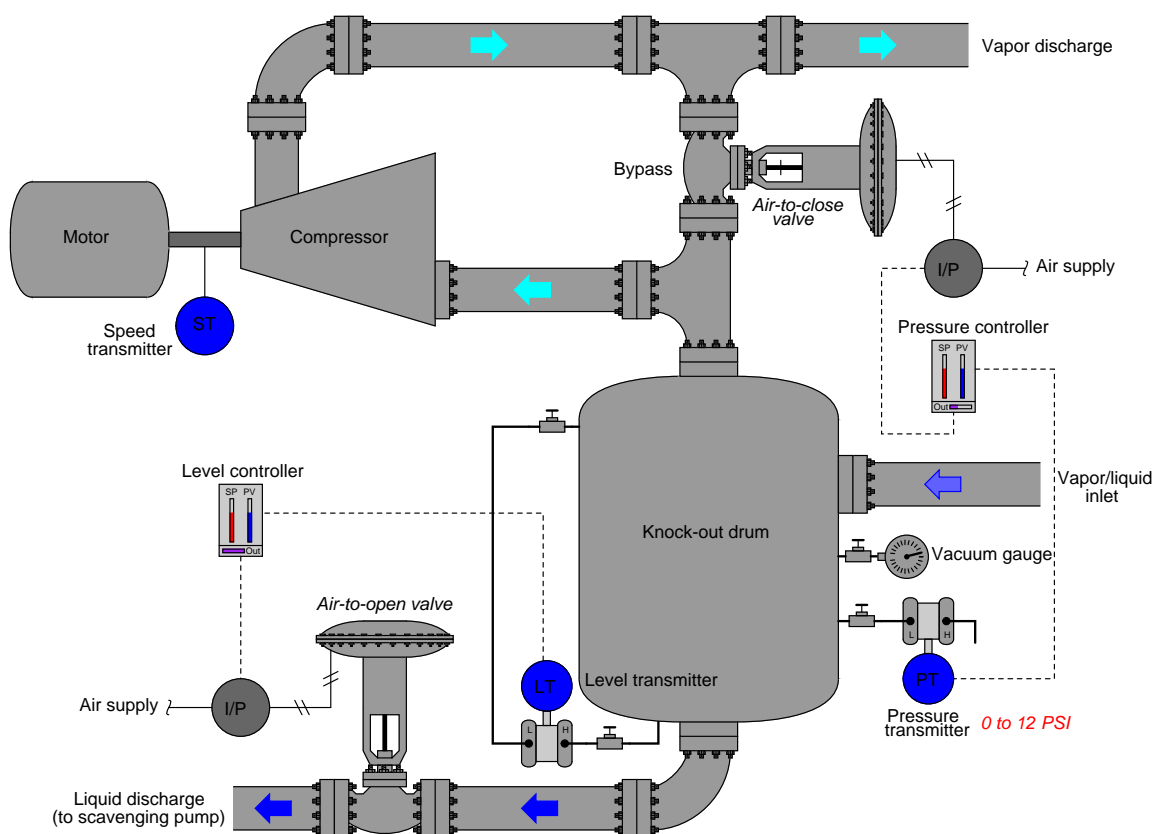 Vapor discharge
Bypass
Air-to-close
valve
Motor
Compressor
I/P
Air supply
ST
Speed
transmitter
Pressure controller
SP PV
Out
Level controller
SP PV
Out
Vapor/liquid
inlet
Knock-out drum
Vacuum gauge
Air-to-open valve
L H
LT
Level transmitter
PT
Air supply
I/P
Pressure
transmitter
0 to 12 PSI
L H
Liquid discharge
(to scavenging pump)